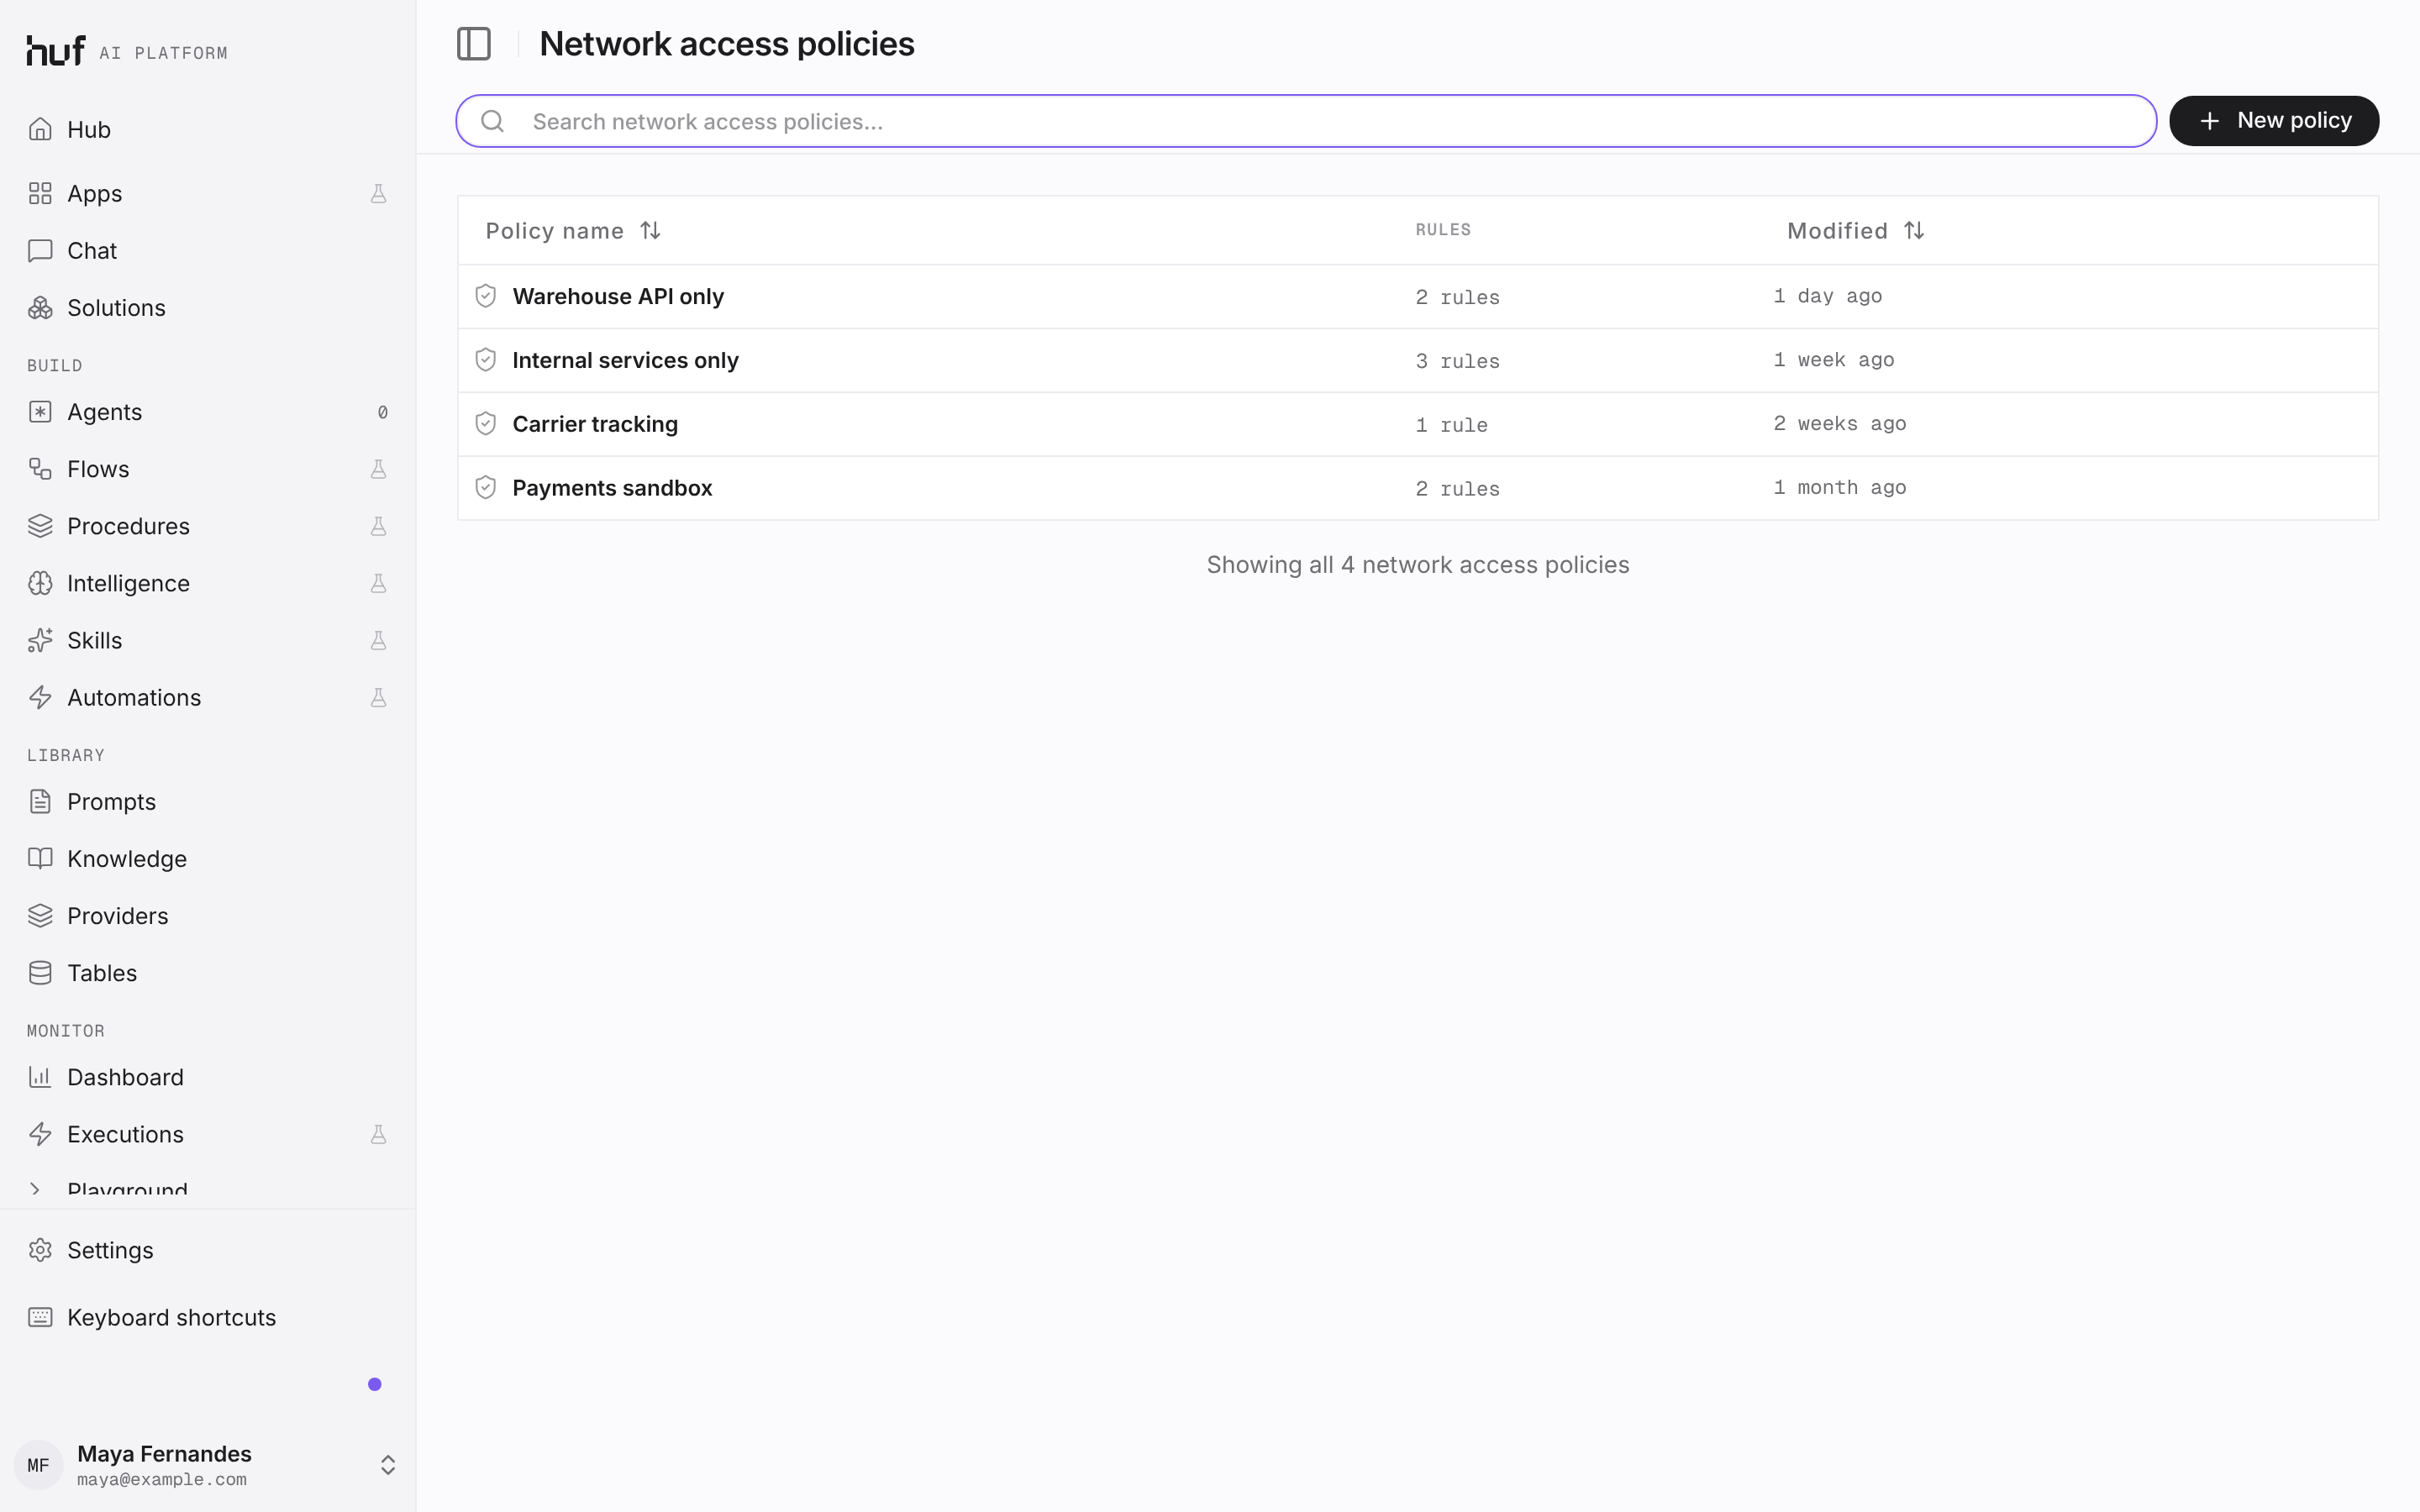 huf AI PLATFORM
Hub
Apps
Chat
Solutions
BUILD
Agents 0
Flows
Procedures
Intelligence
Skills
Automations
LIBRARY
Prompts
Knowledge
Providers
Tables
MONITOR
Dashboard
Executions
Playground
Settings
Keyboard shortcuts
MF
Maya Fernandes
maya@example.com
Network access policies
Search network access policies...
New policy
Policy name RULES Modified
Warehouse API only 2 rules 1 day ago
Internal services only 3 rules 1 week ago
Carrier tracking 1 rule 2 weeks ago
Payments sandbox 2 rules 1 month ago
Showing all 4 network access policies